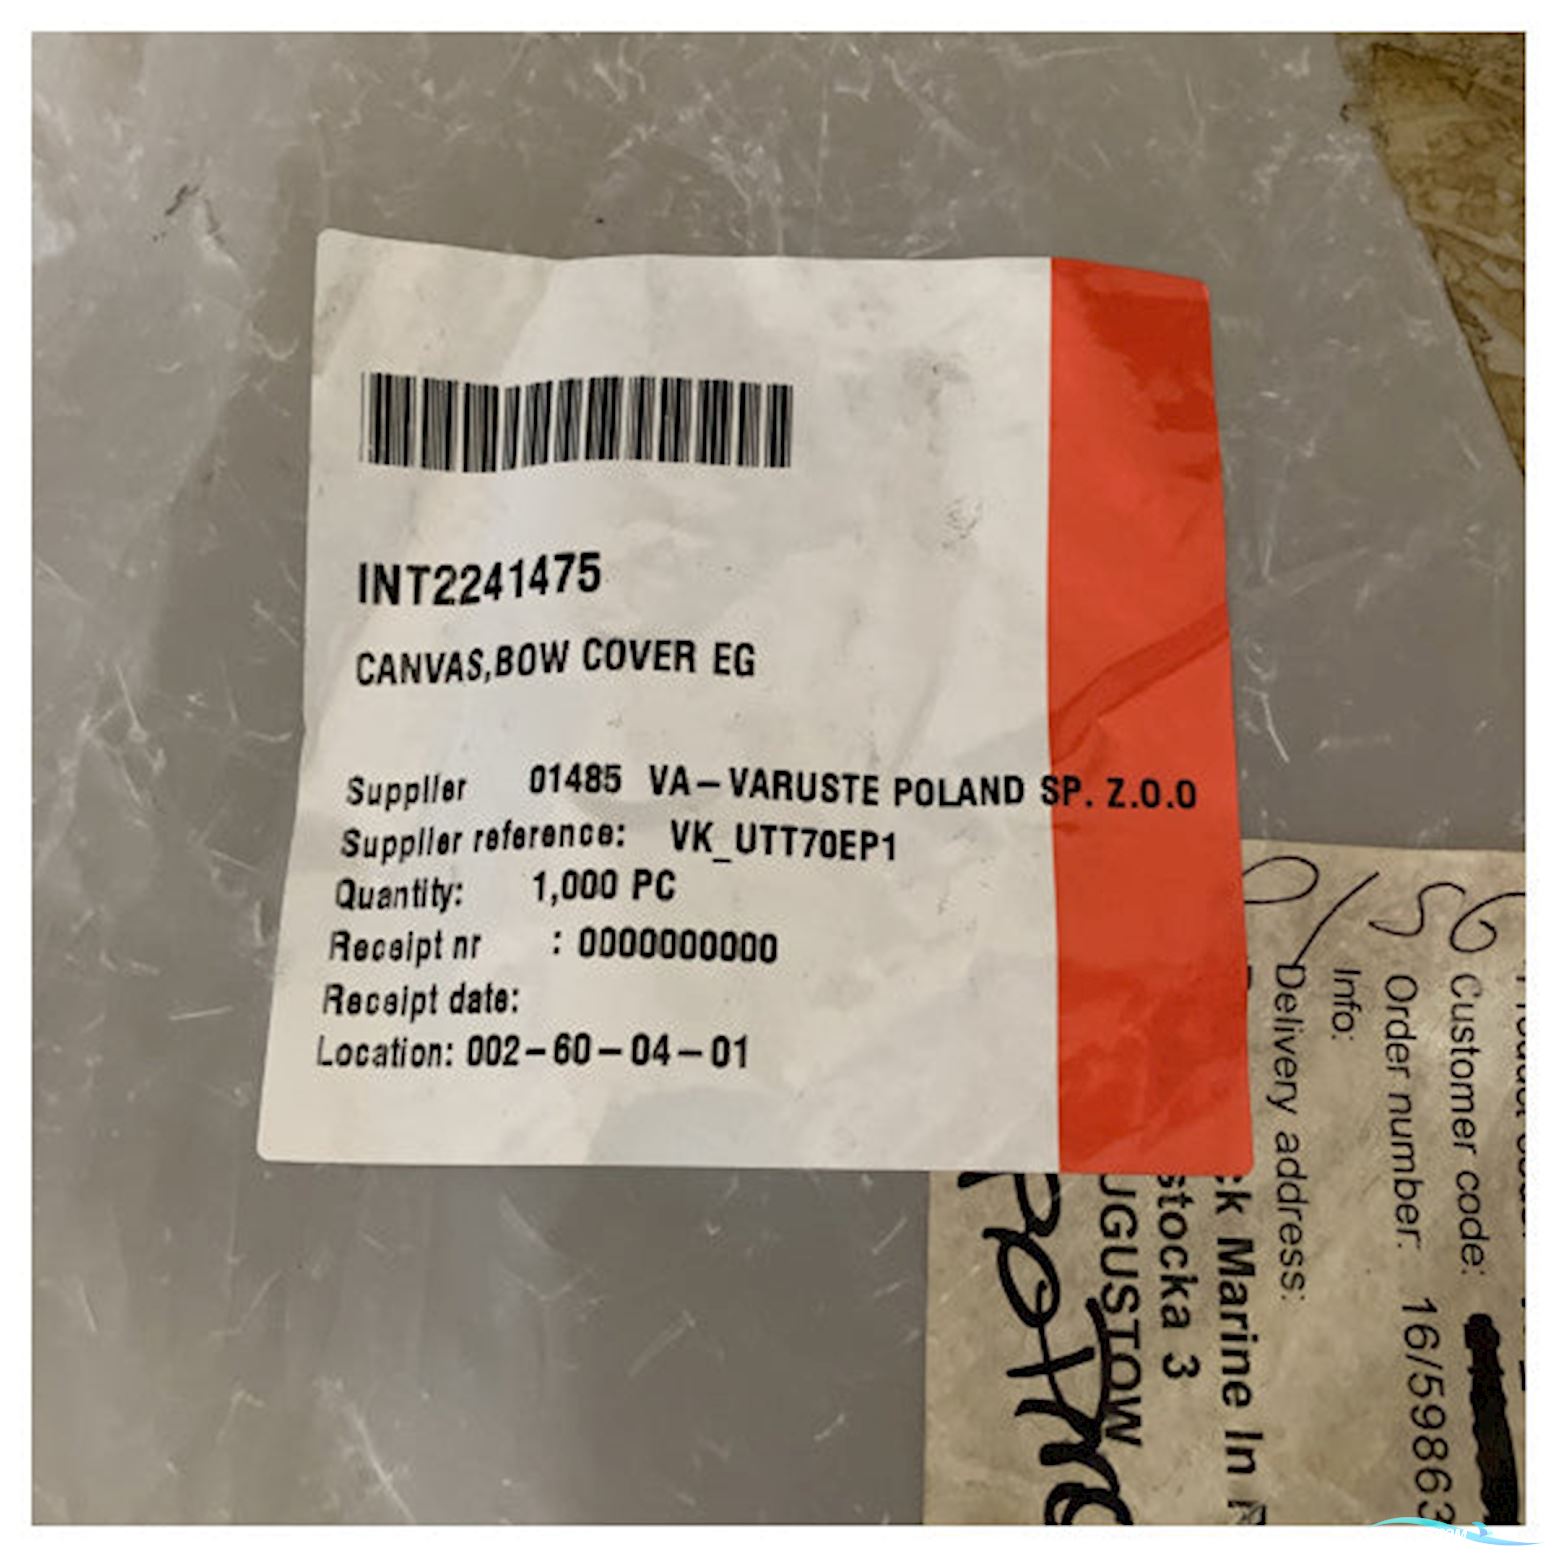 INT2241475
CANVAS,BOW COVER EG
Supplier 01485 VA-VARUSTE POLAND SP. Z.O.O
Supplier reference: VK_UTT70EP1
Quantity: 1,000 PC
Receipt nr : 0000000000
Receipt date:
Location: 002-60-04-01
Customer code:
Order number: 16/59863
Info:
Delivery address:
Marine In
stocka 3
UGUSTOW